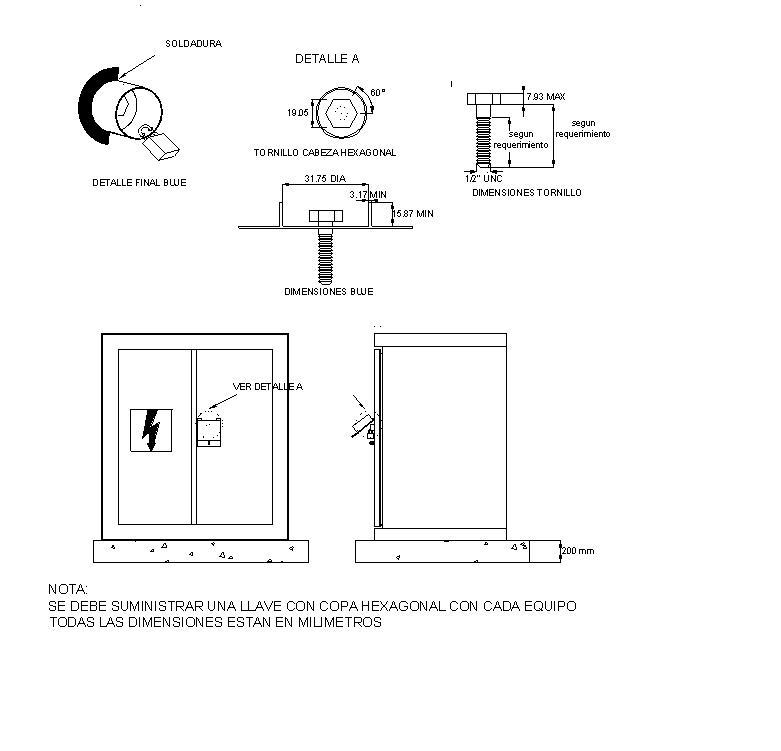 SOLDADURA
DETALLE A
60°
19.05
7.93 MAX
segun
requerimiento
segun
requerimiento
TORNILLO CABEZA HEXAGONAL
1/2" UNC
DETALLE FINAL BUJE
31.75 DIA
DIMENSIONES TORNILLO
3.17 MIN
15.87 MIN
DIMENSIONES BUJE
VER DETALLE A
200 mm
NOTA:
SE DEBE SUMINISTRAR UNA LLAVE CON COPA HEXAGONAL CON CADA EQUIPO
TODAS LAS DIMENSIONES ESTAN EN MILIMETROS